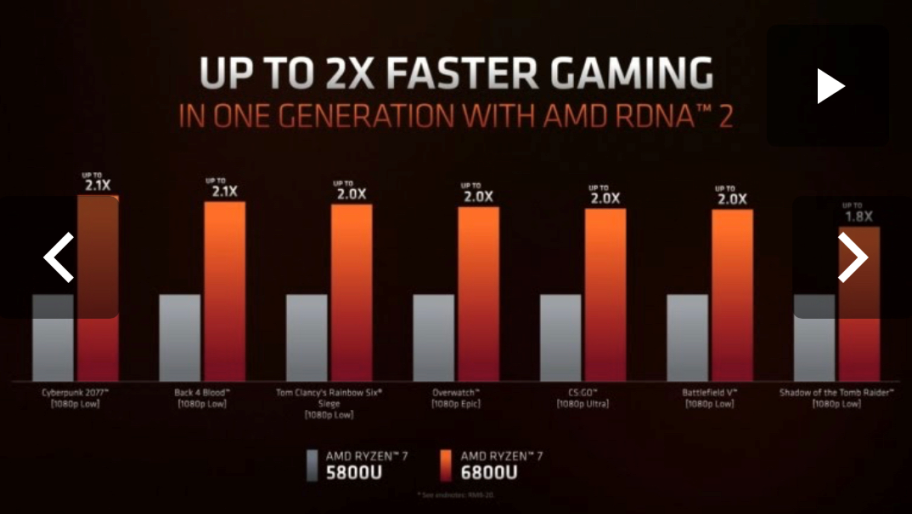 UP TO 2X FASTER GAMING
IN ONE GENERATION WITH AMD RDNA™ 2
UP TO
2.1X
UP TO
2.1X
UP TO
2.0X
UP TO
2.0X
UP TO
2.0X
UP TO
2.0X
UP TO
1.8X
Cyberpunk 2077™
[1080p Low]
Back 4 Blood™
[1080p Low]
Tom Clancy's Rainbow Six®
Siege
[1080p Low]
Overwatch™
[1080p Epic]
CS:GO™
[1080p Ultra]
Battlefield V™
[1080p Low]
Shadow of the Tomb Raider™
[1080p Low]
AMD RYZEN™ 7
5800U
AMD RYZEN™ 7
6800U
* See endnotes: RMB-20.